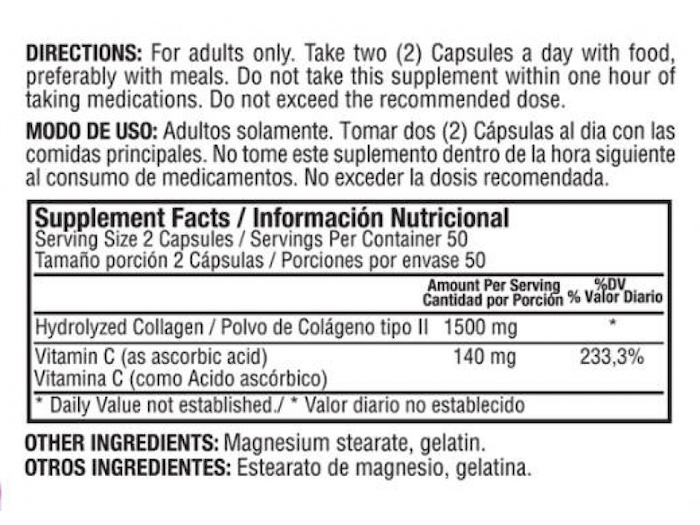 DIRECTIONS: For adults only. Take two (2) Capsules a day with food,
preferably with meals. Do not take this supplement within one hour of
taking medications. Do not exceed the recommended dose.
MODO DE USO: Adultos solamente. Tomar dos (2) Cápsulas al dia con las
comidas principales. No tome este suplemento dentro de la hora siguiente
al consumo de medicamentos. No exceder la dosis recomendada.
Supplement Facts / Información Nutricional
Serving Size 2 Capsules / Servings Per Container 50
Tamaño porción 2 Cápsulas / Porciones por envase 50
Amount Per Serving %DV
Cantidad por Porción % Valor Diario
Hydrolyzed Collagen / Polvo de Colágeno tipo II 1500 mg *
Vitamin C (as ascorbic acid) 140 mg 233,3%
Vitamina C (como Acido ascórbico)
* Daily Value not established./ * Valor diario no establecido
OTHER INGREDIENTS: Magnesium stearate, gelatin.
OTROS INGREDIENTES: Estearato de magnesio, gelatina.